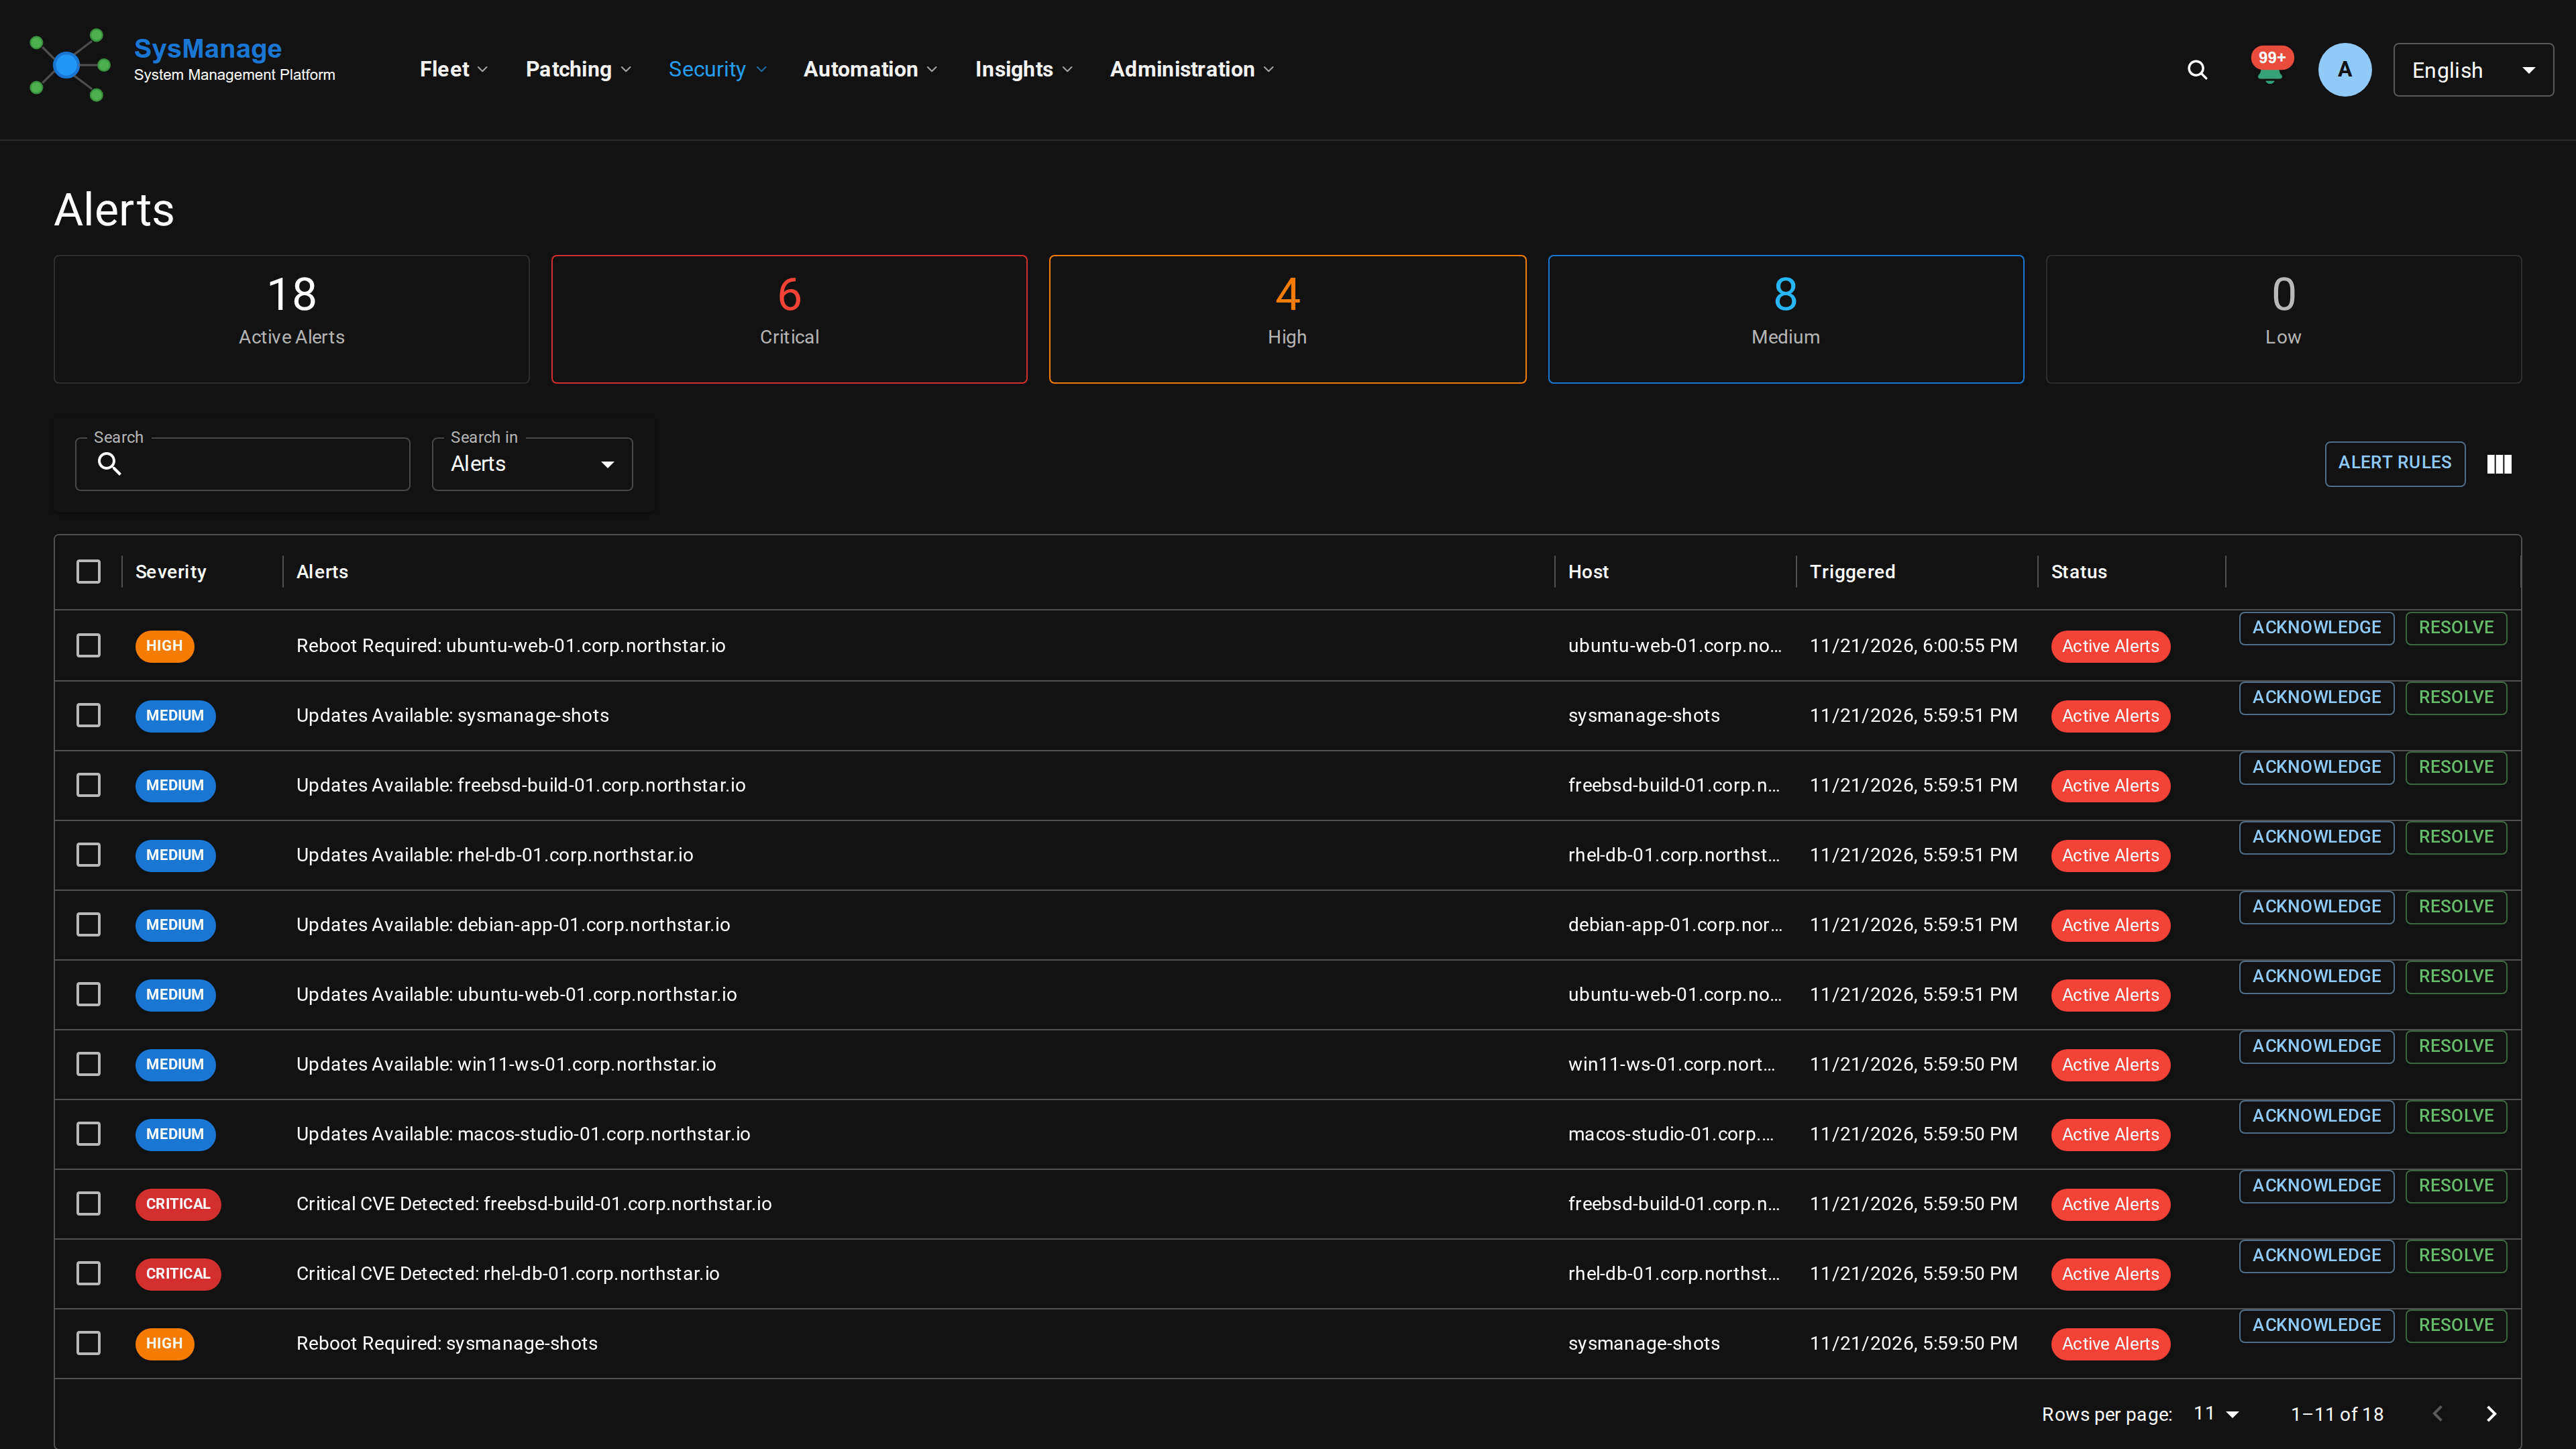 SysManage
System Management Platform
Fleet Patching Security Automation Insights Administration
99+
A
English
Alerts
18 6 4 8 0
Active Alerts Critical High Medium Low
Search Search in
Alerts
ALERT RULES
Severity Alerts Host Triggered Status
HIGH Reboot Required: ubuntu-web-01.corp.northstar.io ubuntu-web-01.corp.no... 11/21/2026, 6:00:55 PM Active Alerts ACKNOWLEDGE RESOLVE
MEDIUM Updates Available: sysmanage-shots sysmanage-shots 11/21/2026, 5:59:51 PM Active Alerts ACKNOWLEDGE RESOLVE
MEDIUM Updates Available: freebsd-build-01.corp.northstar.io freebsd-build-01.corp.n... 11/21/2026, 5:59:51 PM Active Alerts ACKNOWLEDGE RESOLVE
MEDIUM Updates Available: rhel-db-01.corp.northstar.io rhel-db-01.corp.northst... 11/21/2026, 5:59:51 PM Active Alerts ACKNOWLEDGE RESOLVE
MEDIUM Updates Available: debian-app-01.corp.northstar.io debian-app-01.corp.nor... 11/21/2026, 5:59:51 PM Active Alerts ACKNOWLEDGE RESOLVE
MEDIUM Updates Available: ubuntu-web-01.corp.northstar.io ubuntu-web-01.corp.no... 11/21/2026, 5:59:51 PM Active Alerts ACKNOWLEDGE RESOLVE
MEDIUM Updates Available: win11-ws-01.corp.northstar.io win11-ws-01.corp.nort... 11/21/2026, 5:59:50 PM Active Alerts ACKNOWLEDGE RESOLVE
MEDIUM Updates Available: macos-studio-01.corp.northstar.io macos-studio-01.corp.... 11/21/2026, 5:59:50 PM Active Alerts ACKNOWLEDGE RESOLVE
CRITICAL Critical CVE Detected: freebsd-build-01.corp.northstar.io freebsd-build-01.corp.n... 11/21/2026, 5:59:50 PM Active Alerts ACKNOWLEDGE RESOLVE
CRITICAL Critical CVE Detected: rhel-db-01.corp.northstar.io rhel-db-01.corp.northst... 11/21/2026, 5:59:50 PM Active Alerts ACKNOWLEDGE RESOLVE
HIGH Reboot Required: sysmanage-shots sysmanage-shots 11/21/2026, 5:59:50 PM Active Alerts ACKNOWLEDGE RESOLVE
Rows per page: 11 1–11 of 18